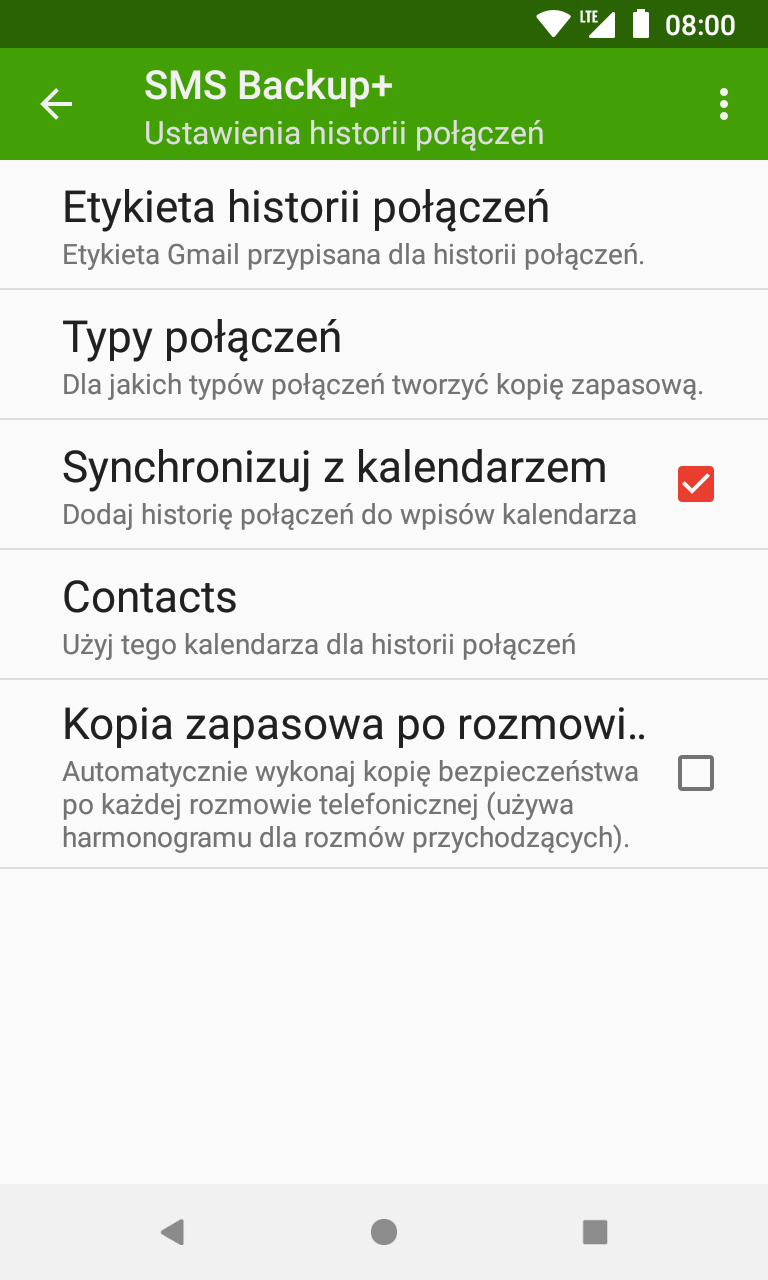 LTE 08:00
SMS Backup+
Ustawienia historii połączeń
Etykieta historii połączeń
Etykieta Gmail przypisana dla historii połączeń.
Typy połączeń
Dla jakich typów połączeń tworzyć kopię zapasową.
Synchronizuj z kalendarzem
Dodaj historię połączeń do wpisów kalendarza
Contacts
Użyj tego kalendarza dla historii połączeń
Kopia zapasowa po rozmowi..
Automatycznie wykonaj kopię bezpieczeństwa
po każdej rozmowie telefonicznej (używa
harmonogramu dla rozmów przychodzących).